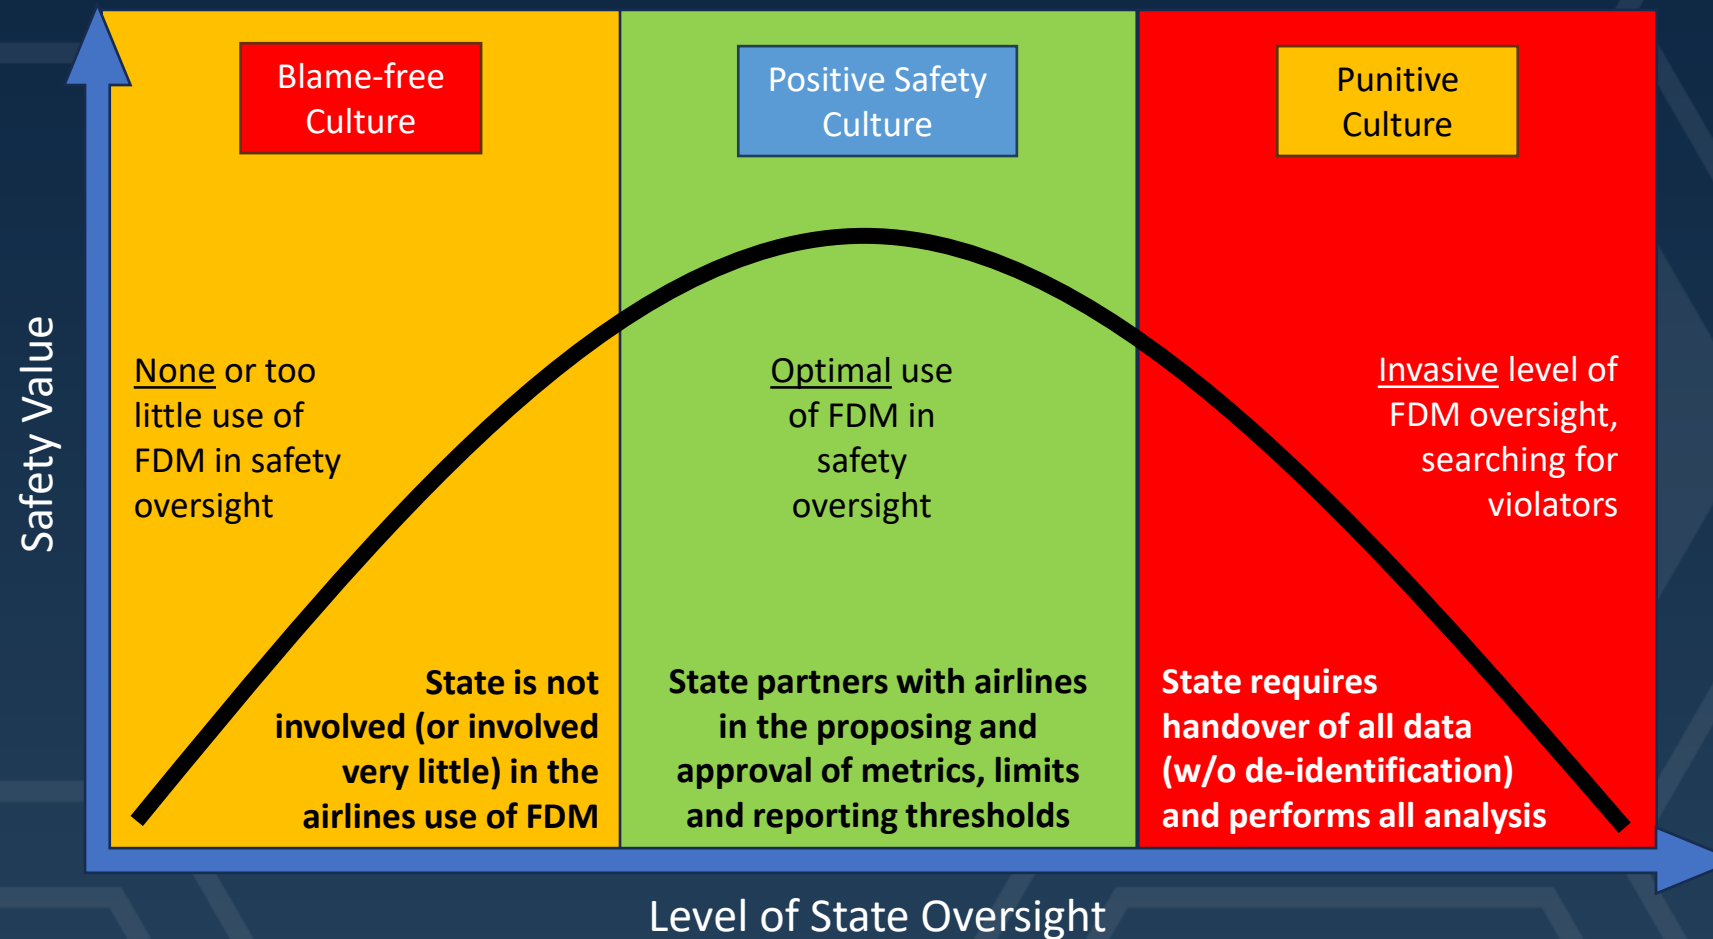 Blame-free
Culture
Positive Safety
Culture
Punitive
Culture
Safety Value
None or too
little use of
FDM in safety
oversight
Optimal use
of FDM in
safety
oversight
Invasive level of
FDM oversight,
searching for
violators
State is not
involved (or involved
very little) in the
airlines use of FDM
State partners with airlines
in the proposing and
approval of metrics, limits
and reporting thresholds
State requires
handover of all data
(w/o de-identification)
and performs all analysis
Level of State Oversight